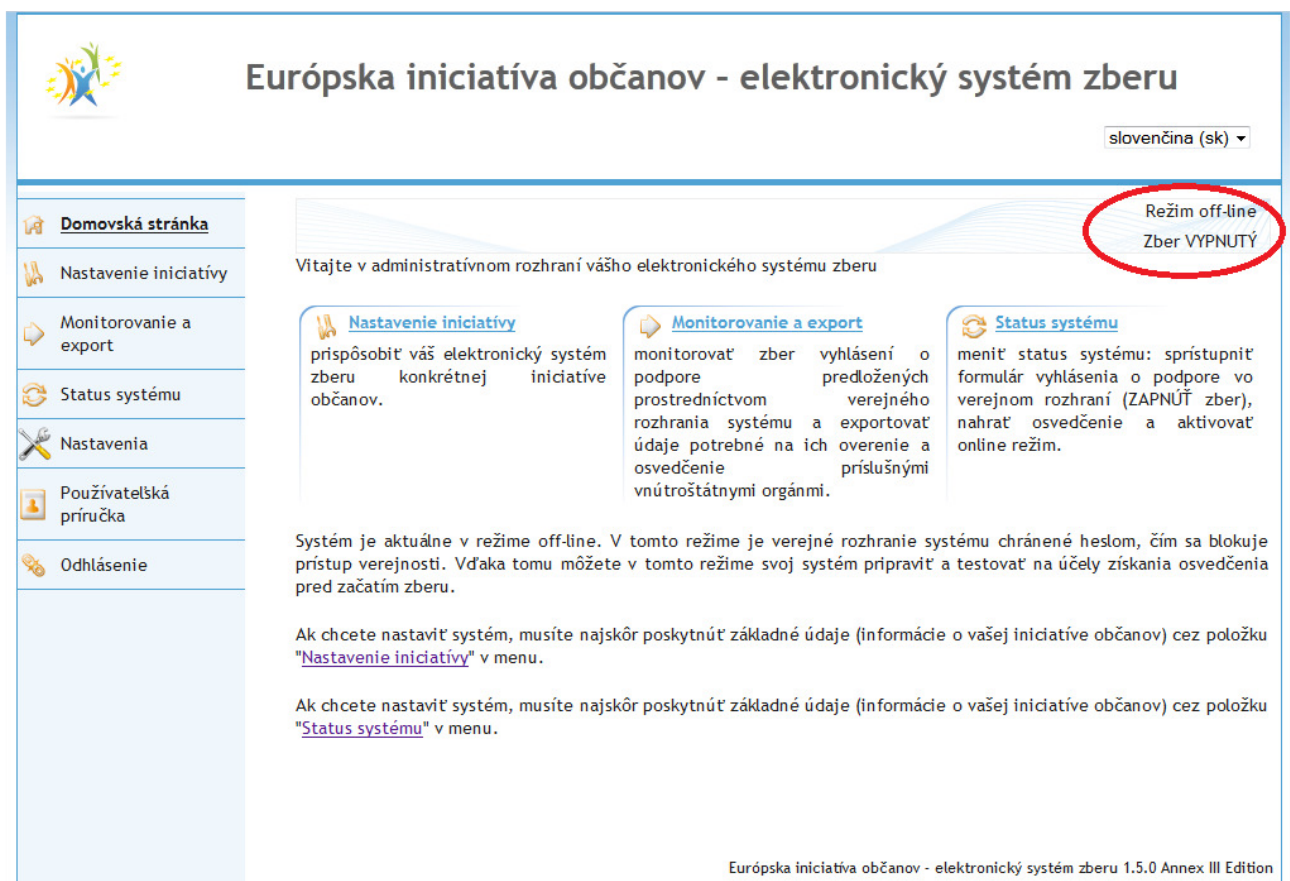 Európska iniciatíva občanov - elektronický systém zberu
slovenčina (sk)
Domovská stránka
Nastavenie iniciatívy
Monitorovanie a
export
Status systému
Nastavenia
Používateľská
príručka
Odhlásenie
Režim off-line
Zber VYPNUTÝ
Vitajte v administratívnom rozhraní vášho elektronického systému zberu
Nastavenie iniciatívy
prispôsobiť váš elektronický systém
zberu konkrétnej iniciatíve
občanov.
Monitorovanie a export
monitorovať zber vyhlásení o
podpore predložených
prostredníctvom verejného
rozhrania systému a exportovať
údaje potrebné na ich overenie a
osvedčenie príslušnými
vnútroštátnymi orgánmi.
Status systému
meniť status systému: sprístupniť
formulár vyhlásenia o podpore vo
verejnom rozhraní (ZAPNÚŤ zber),
nahrať osvedčenie a aktivovať
online režim.
Systém je aktuálne v režime off-line. V tomto režime je verejné rozhranie systému chránené heslom, čím sa blokuje
prístup verejnosti. Vďaka tomu môžete v tomto režime svoj systém pripraviť a testovať na účely získania osvedčenia
pred začatím zberu.
Ak chcete nastaviť systém, musíte najskôr poskytnúť základné údaje (informácie o vašej iniciatíve občanov) cez položku
"Nastavenie iniciatívy" v menu.
Ak chcete nastaviť systém, musíte najskôr poskytnúť základné údaje (informácie o vašej iniciatíve občanov) cez položku
"Status systému" v menu.
Európska iniciatíva občanov - elektronický systém zberu 1.5.0 Annex III Edition